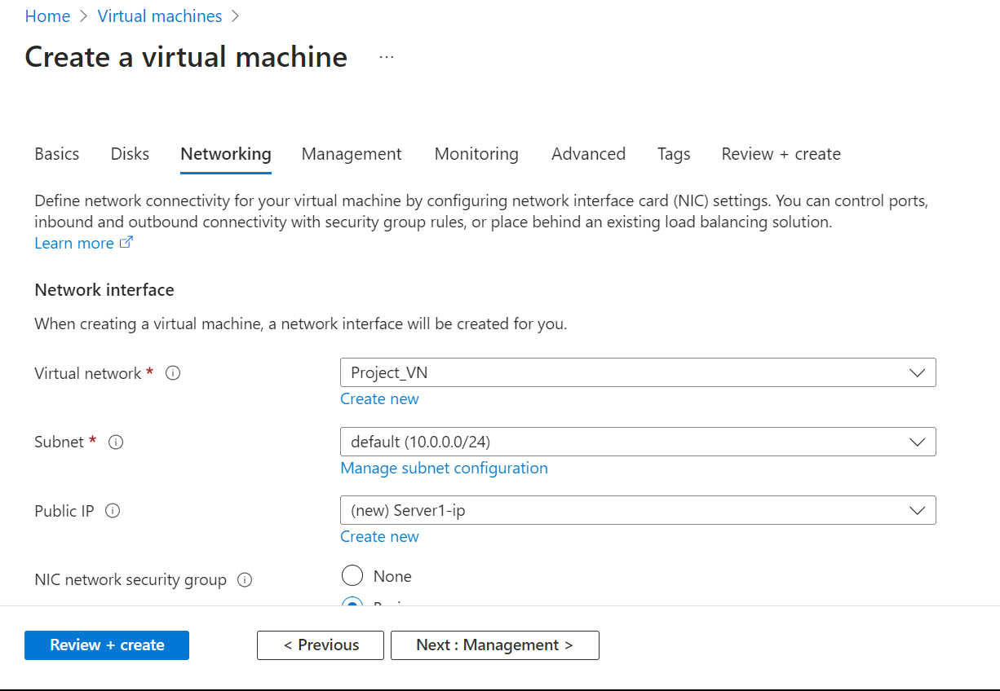 Home > Virtual machines >
Create a virtual machine ...
Basics Disks Networking Management Monitoring Advanced Tags Review + create
Define network connectivity for your virtual machine by configuring network interface card (NIC) settings. You can control ports,
inbound and outbound connectivity with security group rules, or place behind an existing load balancing solution.
Learn more
Network interface
When creating a virtual machine, a network interface will be created for you.
Virtual network * Project_VN
Create new
Subnet * default (10.0.0.0/24)
Manage subnet configuration
Public IP (new) Server1-ip
Create new
NIC network security group None
Review + create < Previous Next : Management >